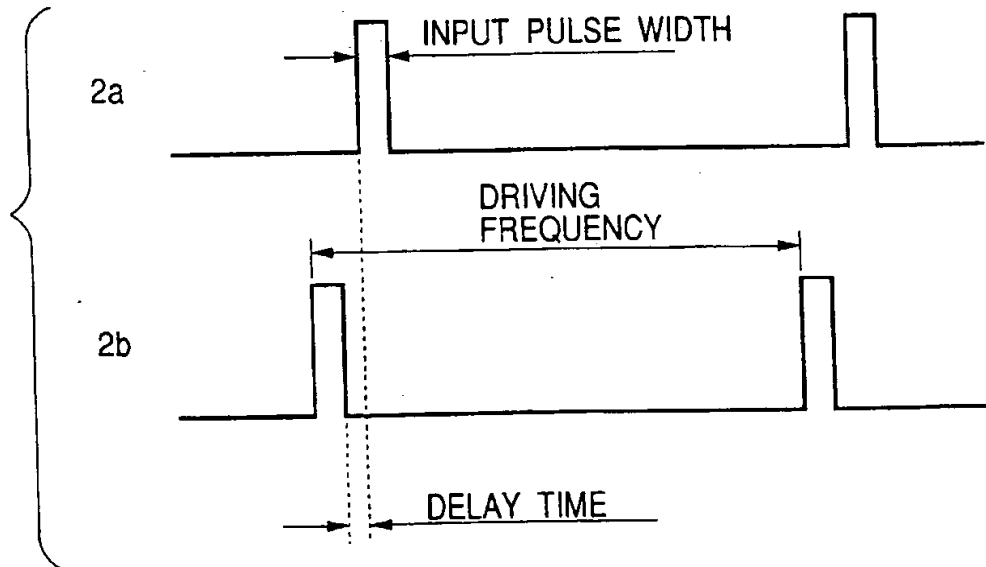 INPUT PULSE WIDTH
2a
DRIVING
FREQUENCY
2b
DELAY TIME